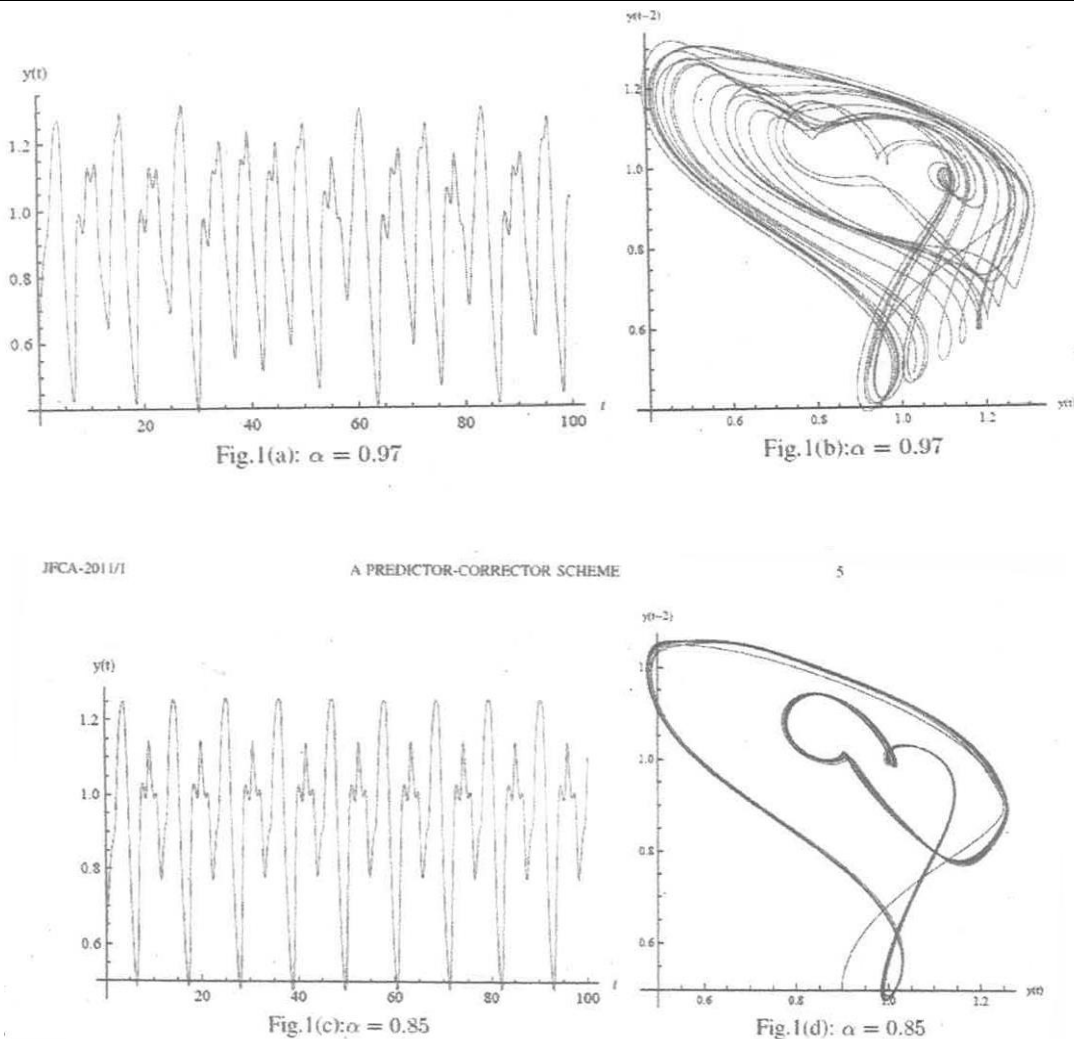 y(t)
1.2
1.0
0.8
0.6
20 40 60 80 100 t
Fig.1(a): α = 0.97
y(t−2)
1.2
1.0
0.8
0.6
0.6 0.8 1.0 1.2 y(t)
Fig.1(b):α = 0.97
JFCA-2011/1 A PREDICTOR-CORRECTOR SCHEME 5
y(t)
1.2
1.0
0.8
0.6
20 40 60 80 100 t
Fig.1(c):α = 0.85
y(t−2)
1.0
0.8
0.6
0.6 0.8 1.0 1.2 y(t)
Fig.1(d): α = 0.85